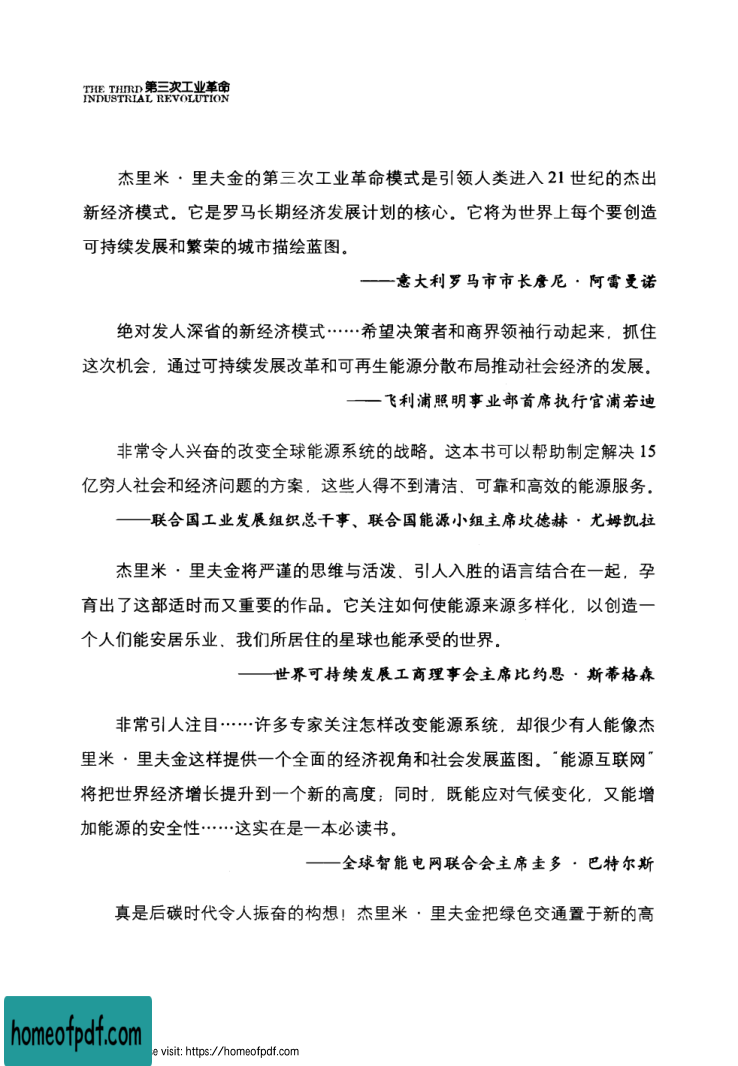 THE THIRD 第三次工业革命
INDUSTRIAL REVOLUTION
杰里米·里夫金的第三次工业革命模式是引领人类进入 21 世纪的杰出
新经济模式。它是罗马长期经济发展计划的核心。它将为世界上每个要创造
可持续发展和繁荣的城市描绘蓝图。
——意大利罗马市市长詹尼·阿雷曼诺
绝对发人深省的新经济模式……希望决策者和商界领袖行动起来，抓住
这次机会，通过可持续发展改革和可再生能源分散布局推动社会经济的发展。
——飞利浦照明事业部首席执行官浦若迪
非常令人兴奋的改变全球能源系统的战略。这本书可以帮助制定解决 15
亿穷人社会和经济问题的方案，这些人得不到清洁、可靠和高效的能源服务。
——联合国工业发展组织总干事、联合国能源小组主席坎德赫·尤姆凯拉
杰里米·里夫金将严谨的思维与活泼、引人入胜的语言结合在一起，孕
育出了这部适时而又重要的作品。它关注如何使能源来源多样化，以创造一
个人们能安居乐业、我们所居住的星球也能承受的世界。
——世界可持续发展工商理事会主席比约恩·斯蒂格森
非常引人注目……许多专家关注怎样改变能源系统，却很少有人能像杰
里米·里夫金这样提供一个全面的经济视角和社会发展蓝图。“能源互联网”
将把世界经济增长提升到一个新的高度；同时，既能应对气候变化，又能增
加能源的安全性……这实在是一本必读书。
——全球智能电网联合会主席圭多·巴特尔斯
真是后碳时代令人振奋的构想！杰里米·里夫金把绿色交通置于新的高
homeofpdf.com
e visit: https://homeofpdf.com